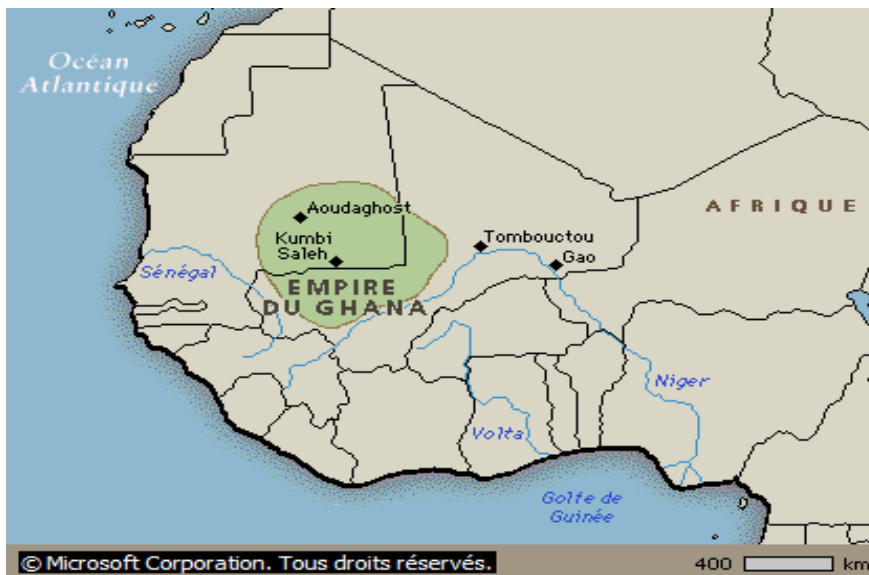 Océan
Atlantique
Aoudaghost
Kumbi
Saleh
Tombouctou
Gao
AFRIQUE
Sénégal
EMPIRE
DU GHANA
Niger
Volta
Golfe de
Guinée
© Microsoft Corporation. Tous droits réservés.
400 km